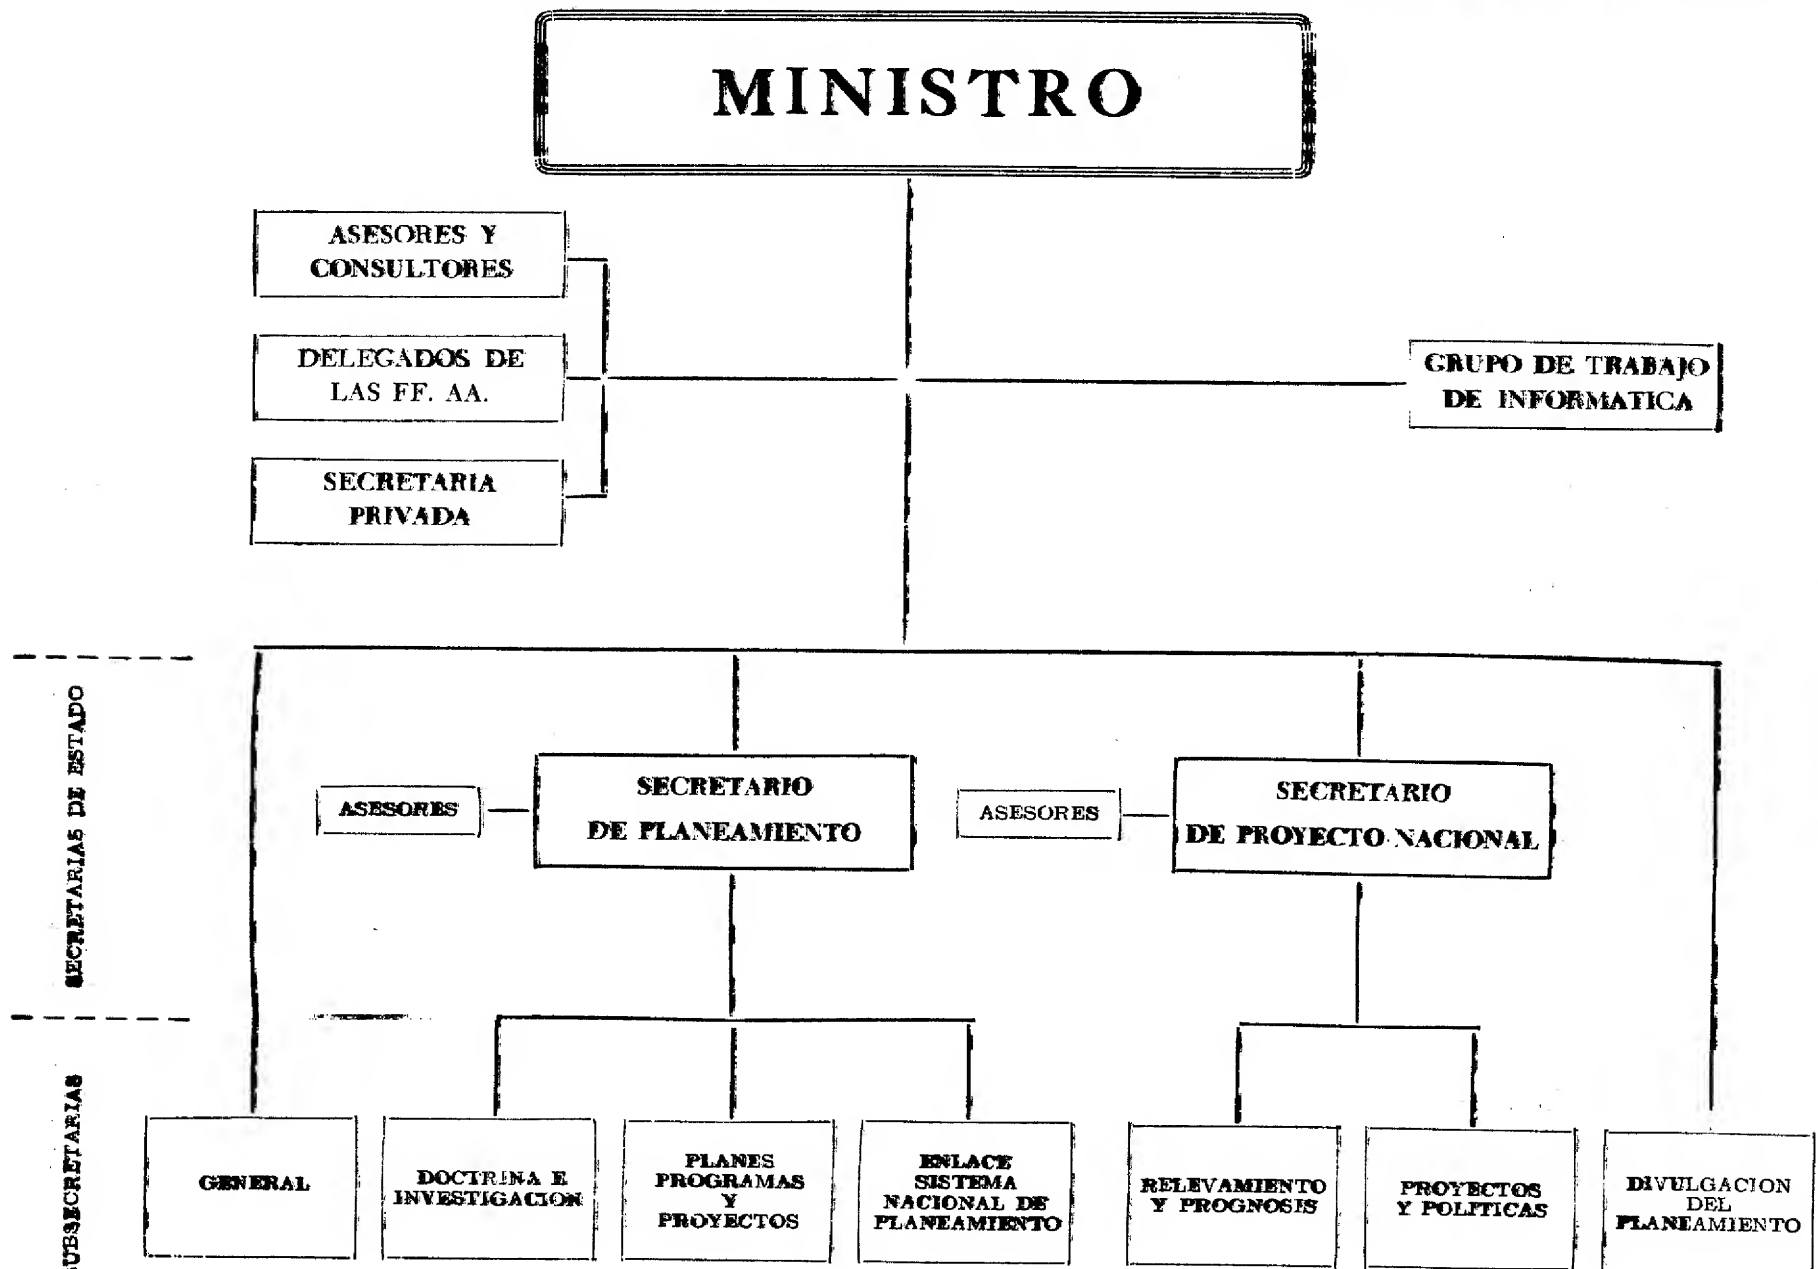 MINISTRO
ASESORES Y
CONSULTORES
DELEGADOS DE
LAS FF. AA.
SECRETARIA
PRIVADA
GRUPO DE TRABAJO
DE INFORMATICA
SECRETARIAS DE ESTADO
ASESORES
SECRETARIO
DE PLANEAMIENTO
ASESORES
SECRETARIO
DE PROYECTO NACIONAL
SUBSECRETARIAS
GENERAL
DOCTRINA E
INVESTIGACION
PLANES
PROGRAMAS
Y
PROYECTOS
ENLACE
SISTEMA
NACIONAL DE
PLANEAMIENTO
RELEVAMIENTO
Y PROGNOSIS
PROYECTOS
Y POLITICAS
DIVULGACION
DEL
PLANEAMIENTO